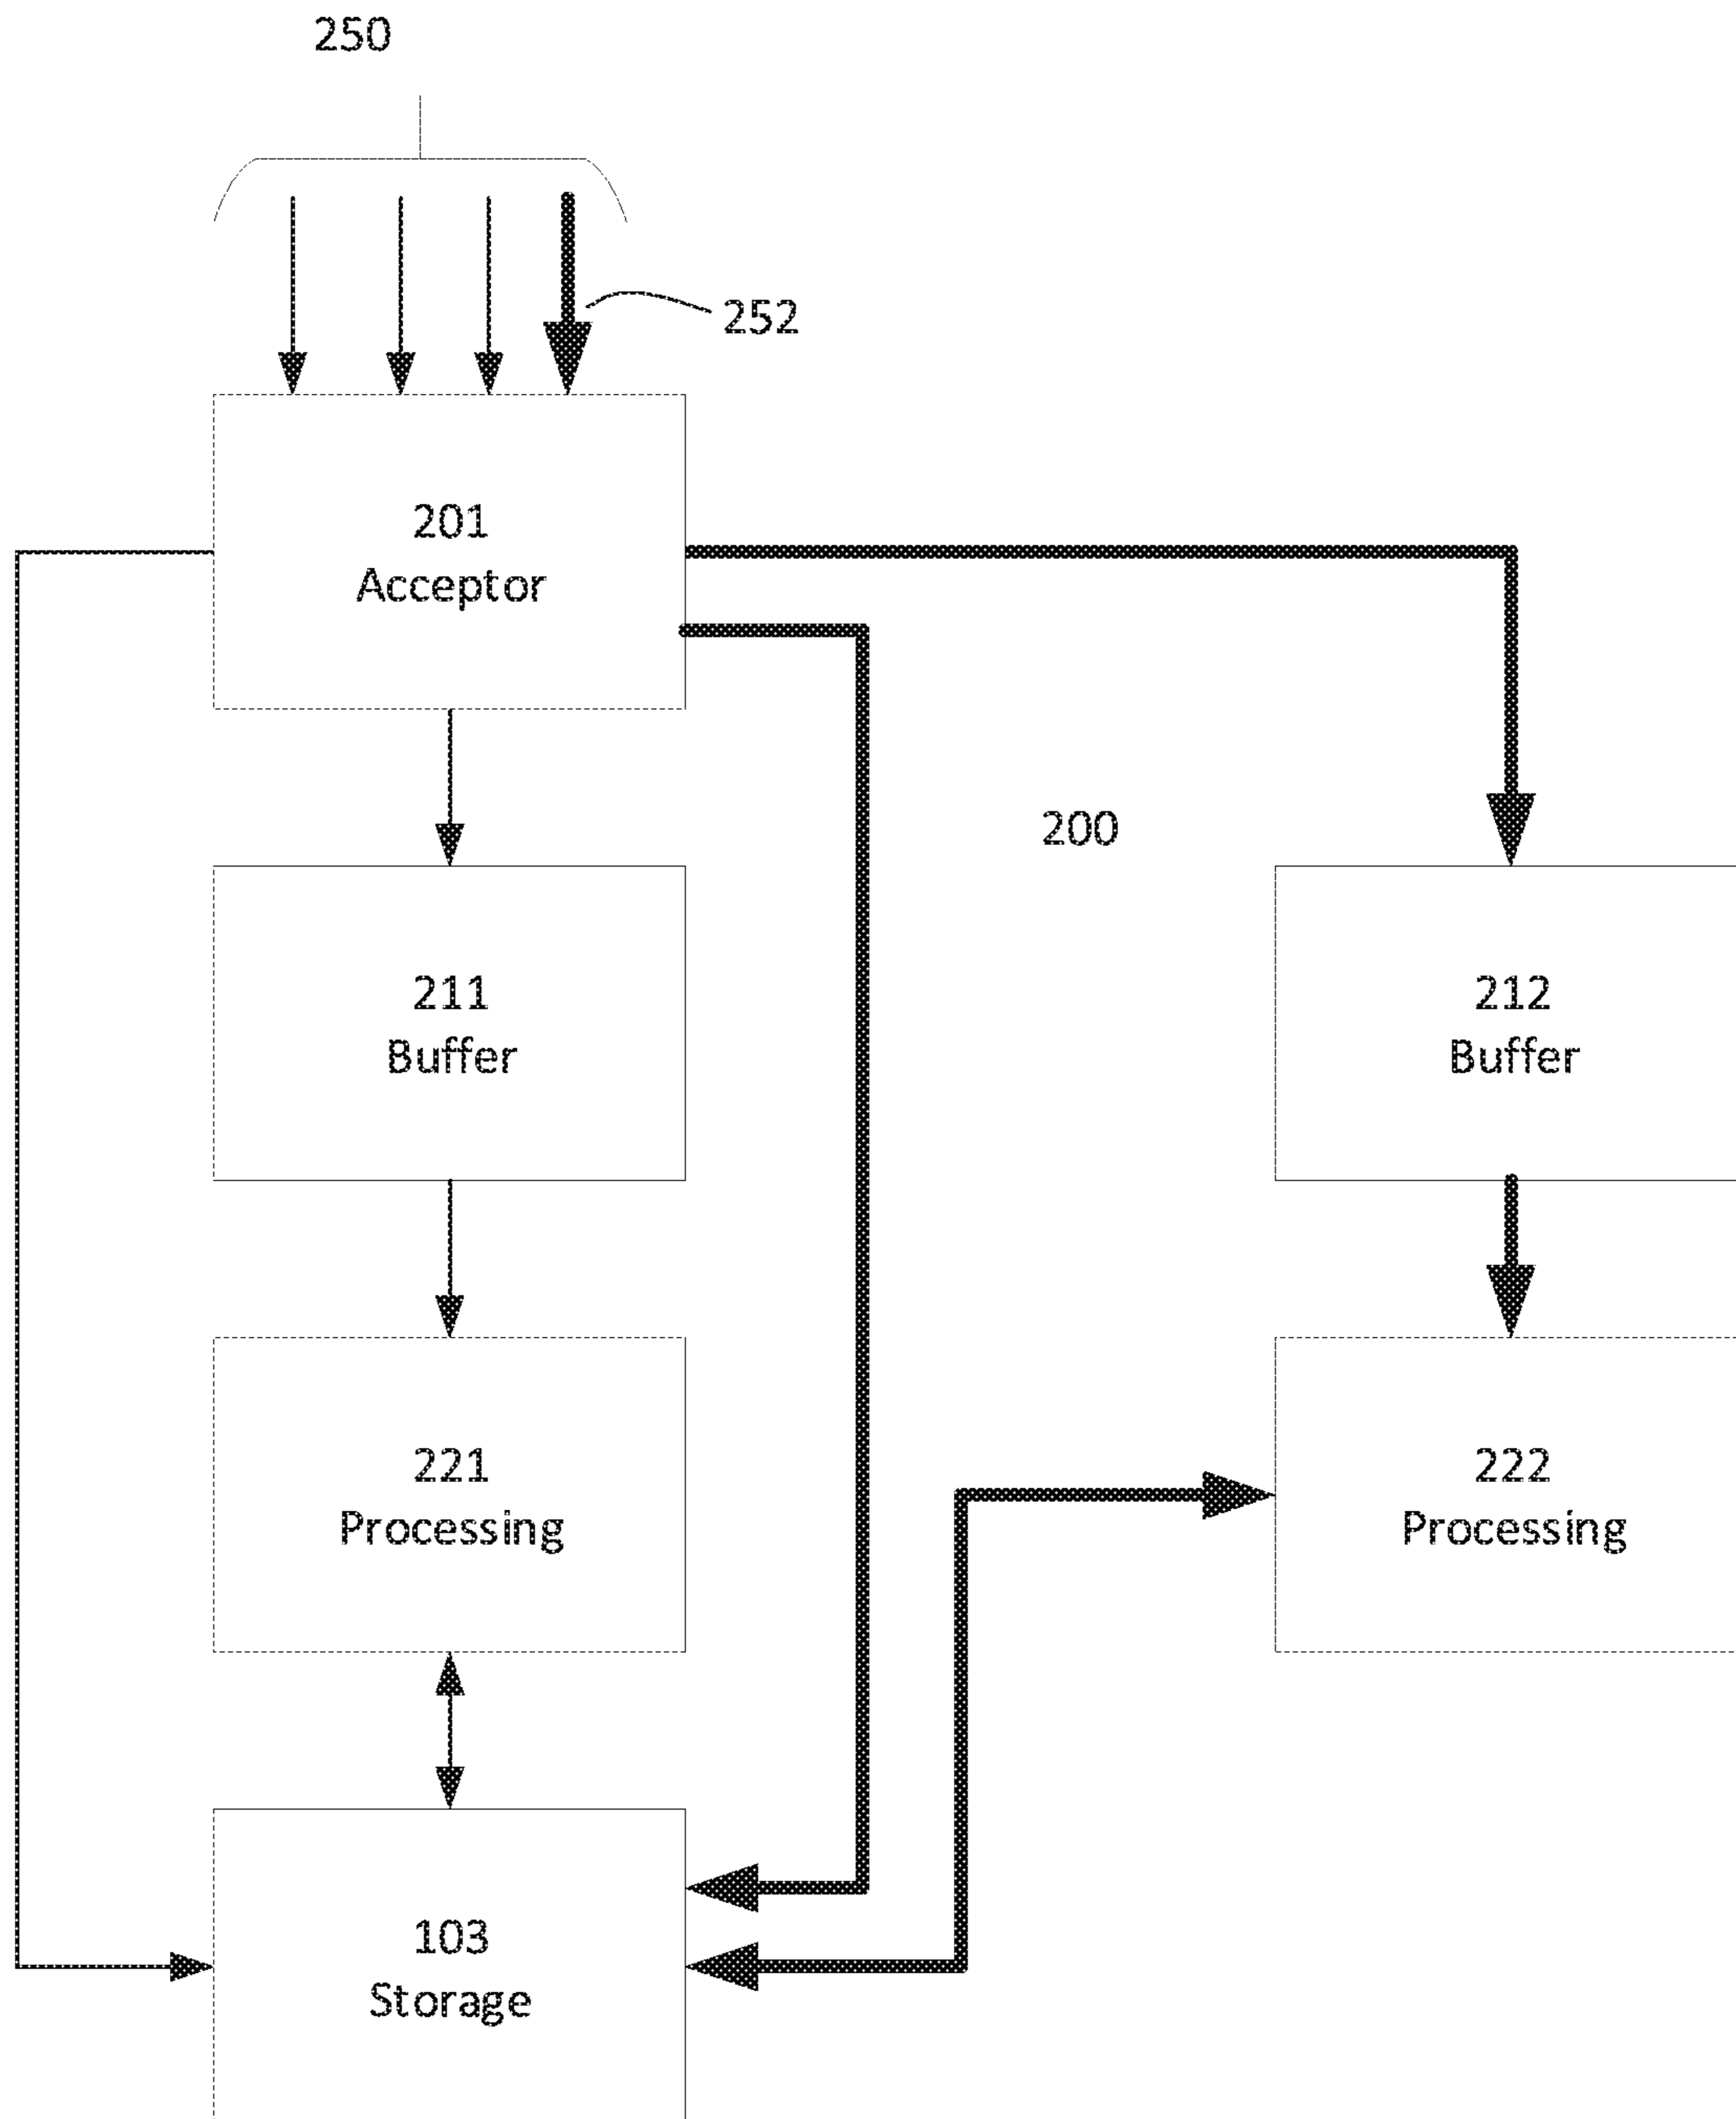 250
252
201
Acceptor
200
211
Buffer
212
Buffer
221
Processing
222
Processing
103
Storage